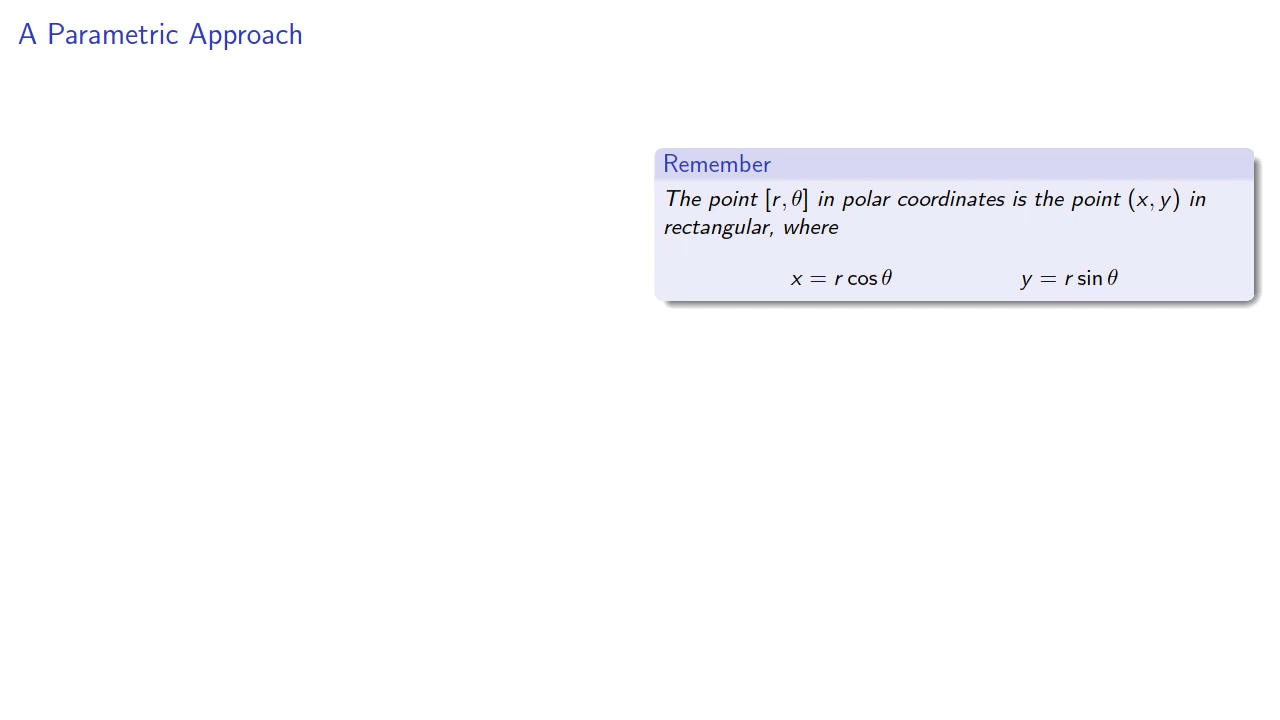 A Parametric Approach
Remember
The point [r, θ] in polar coordinates is the point (x, y) in
rectangular, where
x = r cos θ y = r sin θ